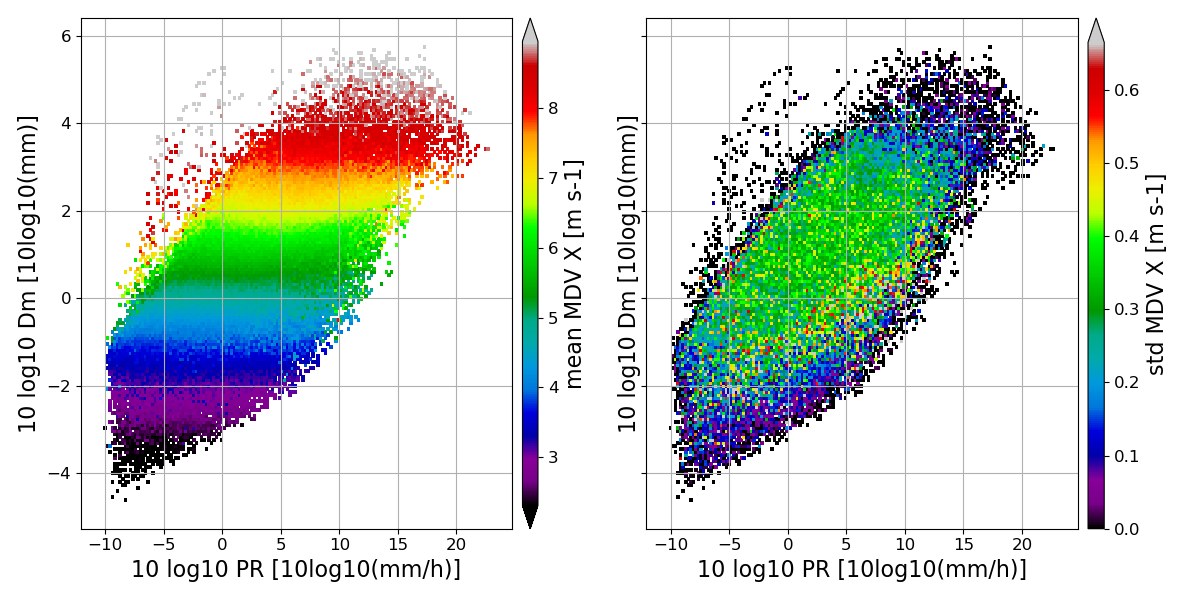 6
4
2
0
−2
−4
−10 −5 0 5 10 15 20
10 log10 PR [10log10(mm/h)]
10 log10 Dm [10log10(mm)]
8
7
6
5
4
3
mean MDV X [m s-1]
10 log10 Dm [10log10(mm)]
−10 −5 0 5 10 15 20
10 log10 PR [10log10(mm/h)]
0.6
0.5
0.4
0.3
0.2
0.1
0.0
std MDV X [m s-1]